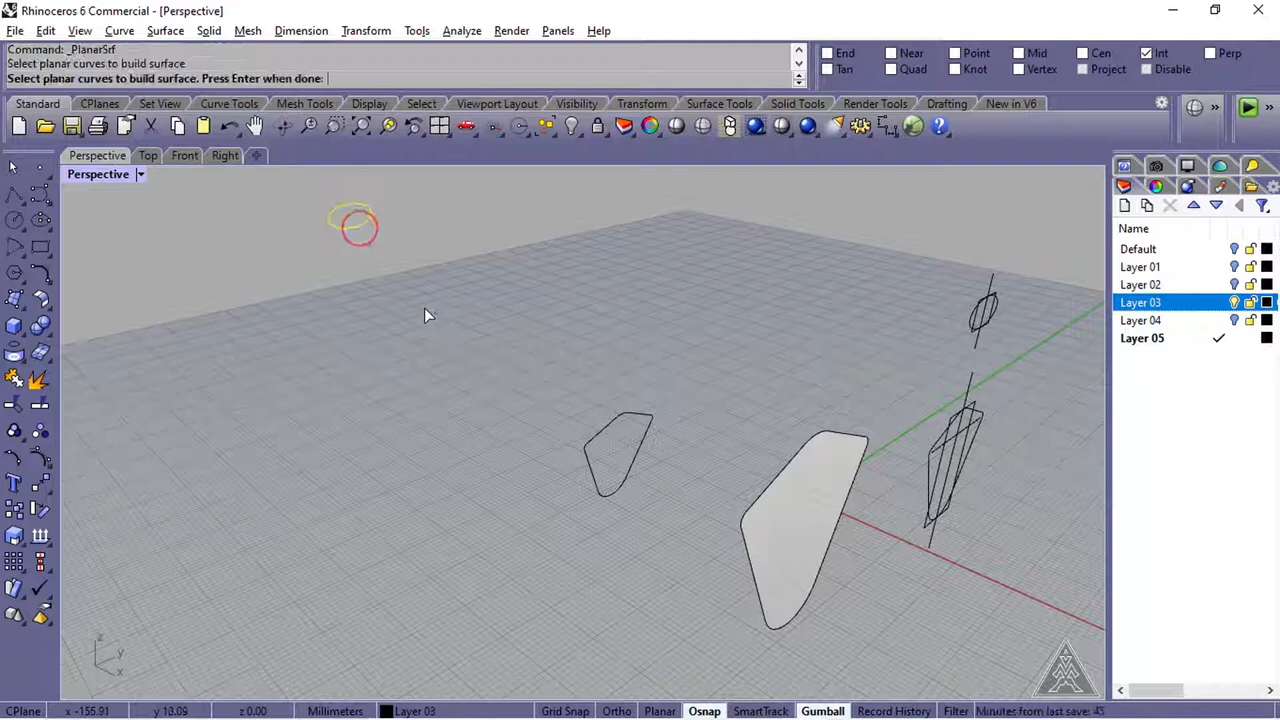 Rhinoceros 6 Commercial - [Perspective]
File Edit View Curve Surface Solid Mesh Dimension Transform Tools Analyze Render Panels Help
Command: _PlanarSrf
Select planar curves to build surface
Select planar curves to build surface. Press Enter when done:
End Near Point Mid Cen Int Perp
Tan Quad Knot Vertex Project Disable
Standard CPlanes Set View Curve Tools Mesh Tools Display Select Viewport Layout Visibility Transform Surface Tools Solid Tools Render Tools Drafting New in V6
Perspective Top Front Right
Perspective
Name
Default
Layer 01
Layer 02
Layer 03
Layer 04
Layer 05
z
y
x
CPlane x -155.91 y 18.09 z 0.00 Millimeters Layer 03 Grid Snap Ortho Planar Osnap SmartTrack Gumball Record History Filter Minutes from last save: 43